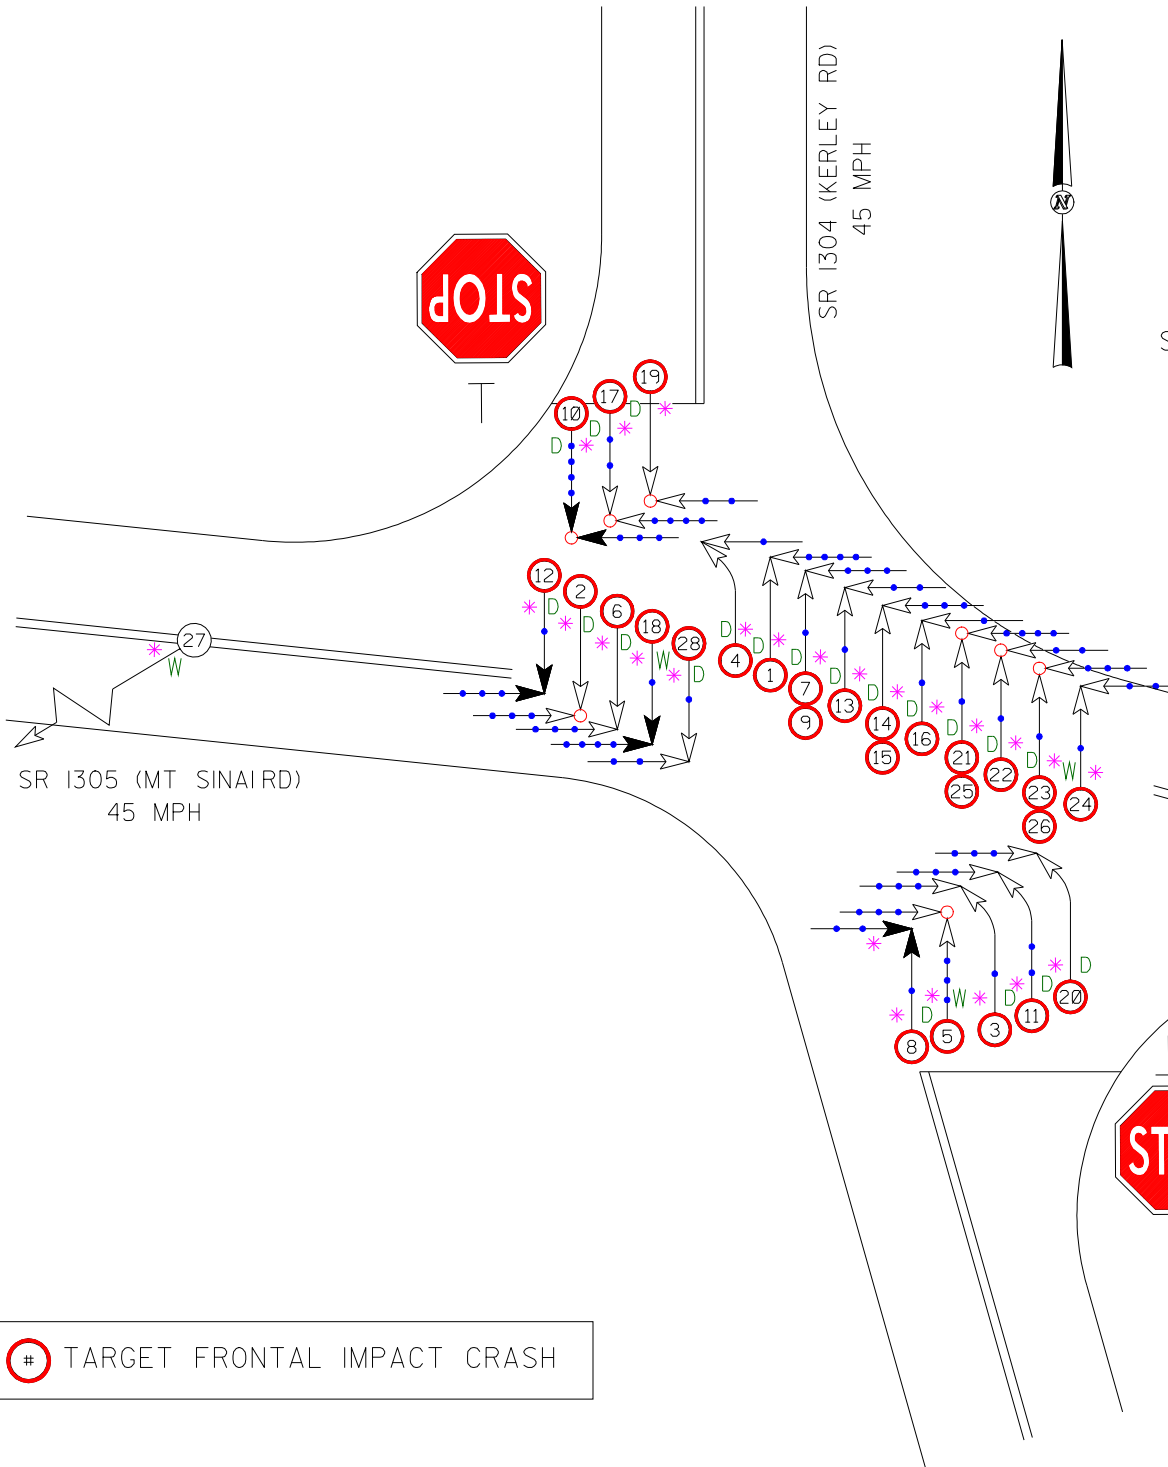 SR 1304 (KERLEY RD)
45 MPH
N
S
STOP
19
17
10
D
D
D
12
2
6
18
28
D
D
D
W
D
27
W
4
1
7
9
13
14
15
16
21
25
22
23
26
24
D
D
D
D
D
D
D
D
D
W
SR 1305 (MT SINAI RD)
45 MPH
8
5
3
11
20
D
W
D
D
D
ST
# TARGET FRONTAL IMPACT CRASH